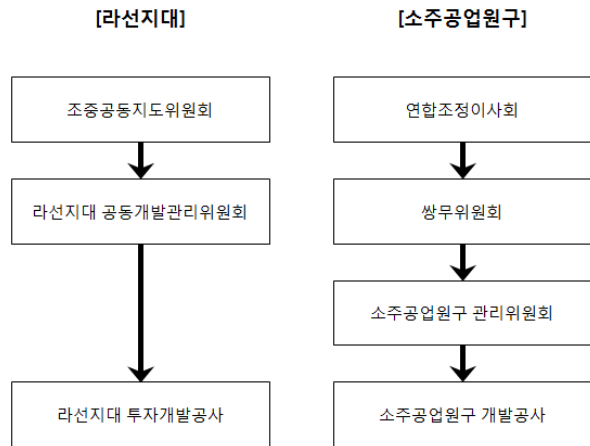 [라선지대]
[소주공업원구]
조중공동지도위원회
연합조정이사회
라선지대 공동개발관리위원회
쌍무위원회
소주공업원구 관리위원회
라선지대 투자개발공사
소주공업원구 개발공사